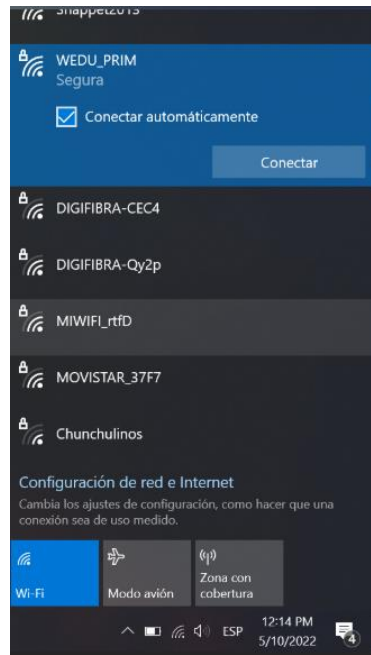 Snappet2015
WEDU_PRIM
Segura
Conectar automáticamente
Conectar
DIGIFIBRA-CEC4
DIGIFIBRA-Qy2p
MIWIFI_rtfD
MOVISTAR_37F7
Chunchulinos
Configuración de red e Internet
Cambia los ajustes de configuración, como hacer que una
conexión sea de uso medido.
Wi-Fi
Modo avión
Zona con
cobertura
ESP
12:14 PM
5/10/2022
4